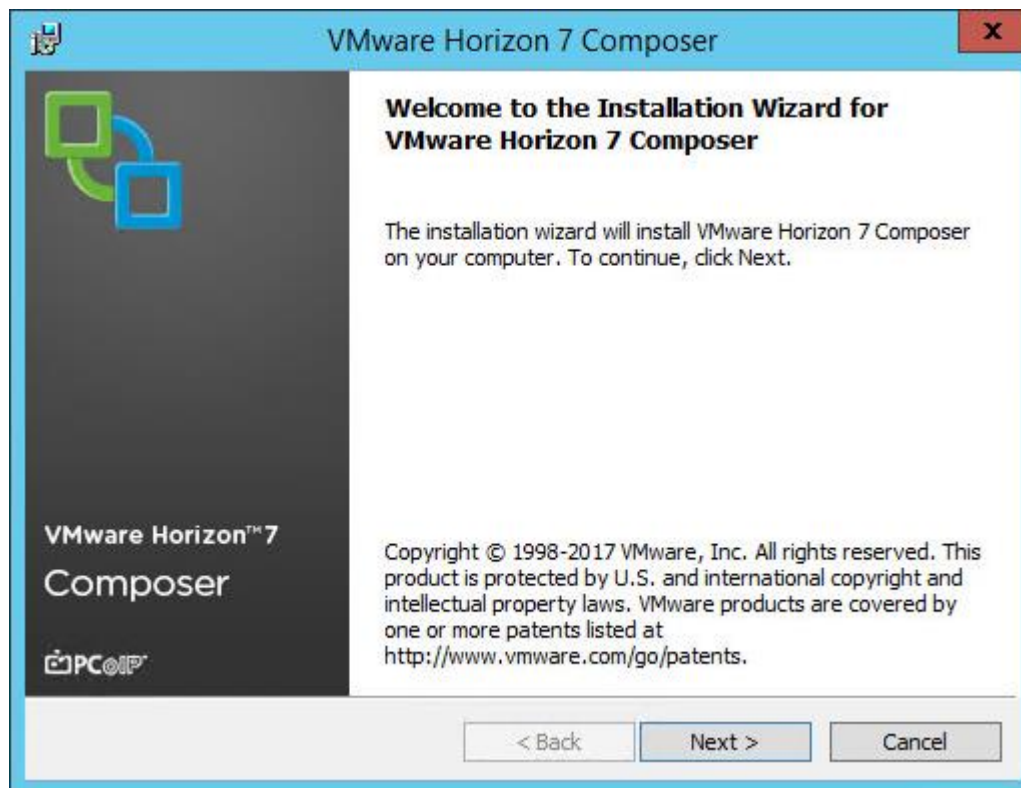 VMware Horizon 7 Composer
x
Welcome to the Installation Wizard for
VMware Horizon 7 Composer
The installation wizard will install VMware Horizon 7 Composer
on your computer. To continue, click Next.
VMware Horizon™7
Composer
PCoIP
Copyright © 1998-2017 VMware, Inc. All rights reserved. This
product is protected by U.S. and international copyright and
intellectual property laws. VMware products are covered by
one or more patents listed at
http://www.vmware.com/go/patents.
< Back
Next >
Cancel